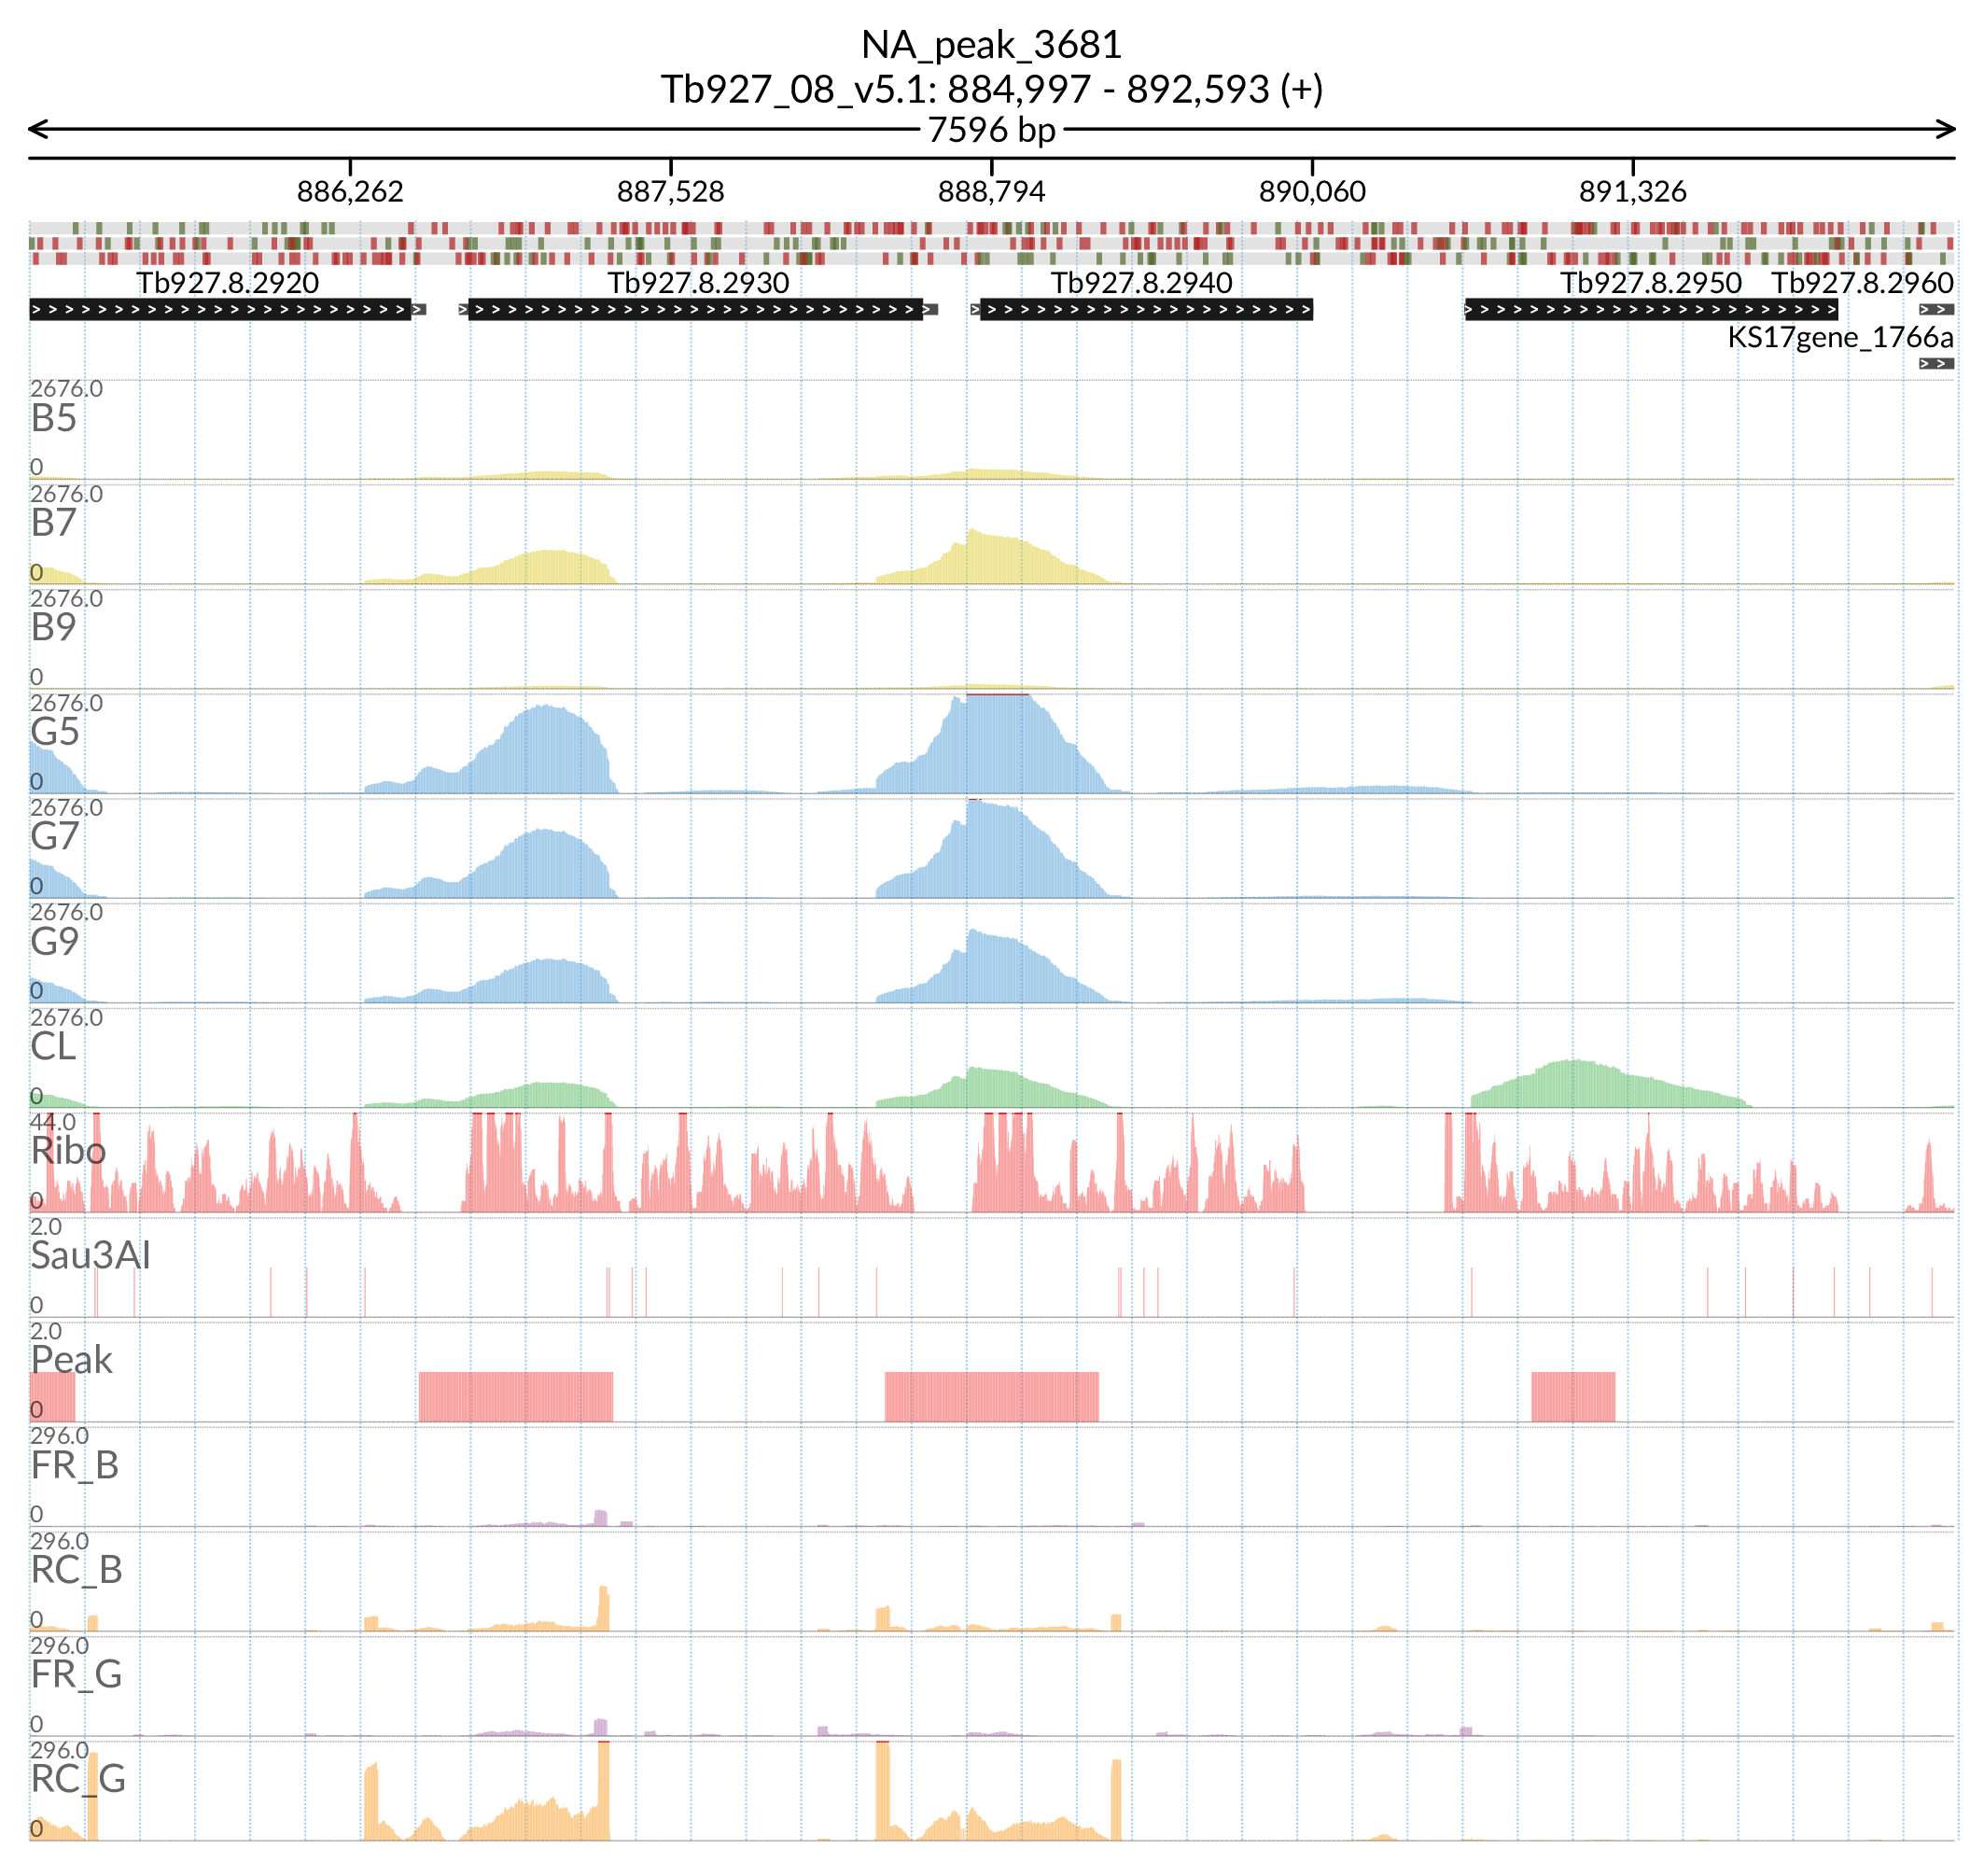 NA_peak_3681
Tb927_08_v5.1: 884,997 - 892,593 (+)
7596 bp
886,262 887,528 888,794 890,060 891,326
Tb927.8.2920 Tb927.8.2930 Tb927.8.2940 Tb927.8.2950 Tb927.8.2960
KS17gene_1766a
2676.0
B5
0
2676.0
B7
0
2676.0
B9
0
2676.0
G5
0
2676.0
G7
0
2676.0
G9
0
2676.0
CL
0
44.0
Ribo
0
2.0
Sau3AI
0
2.0
Peak
0
296.0
FR_B
0
296.0
RC_B
0
296.0
FR_G
0
296.0
RC_G
0